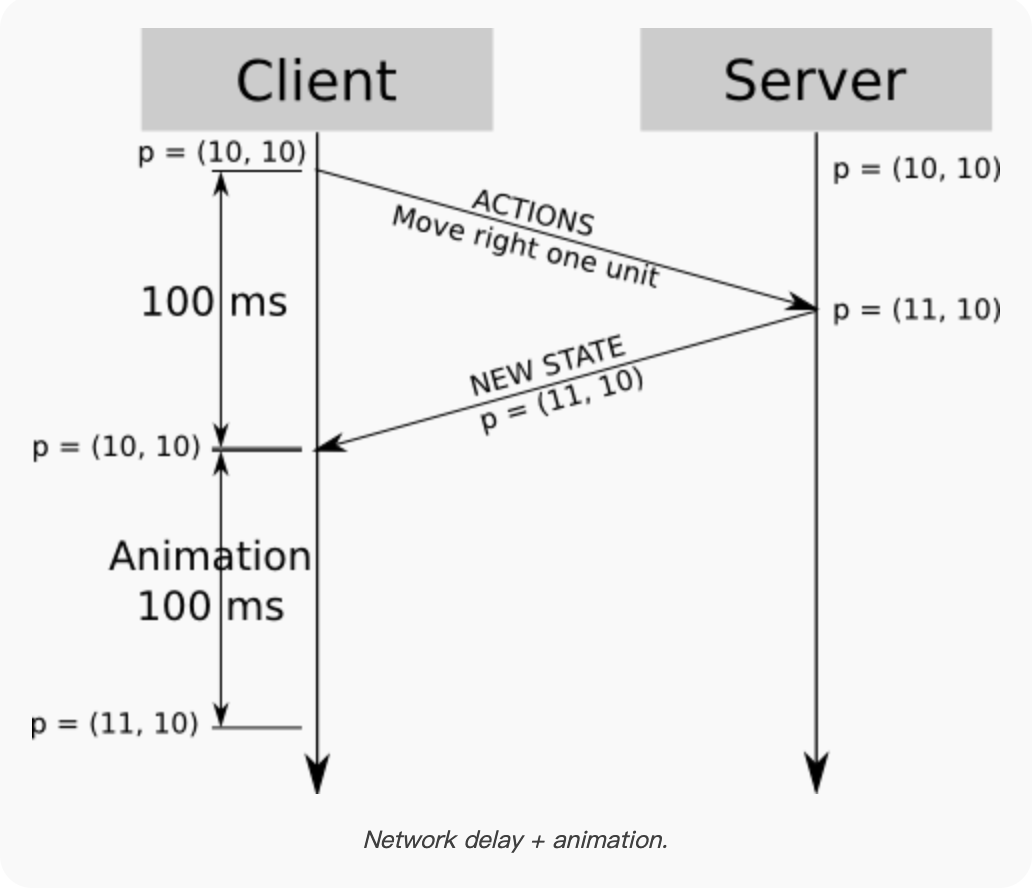 Client
Server
p = (10, 10)
p = (10, 10)
ACTIONS
Move right one unit
100 ms
p = (11, 10)
NEW STATE
p = (11, 10)
p = (10, 10)
Animation
100 ms
p = (11, 10)
Network delay + animation.